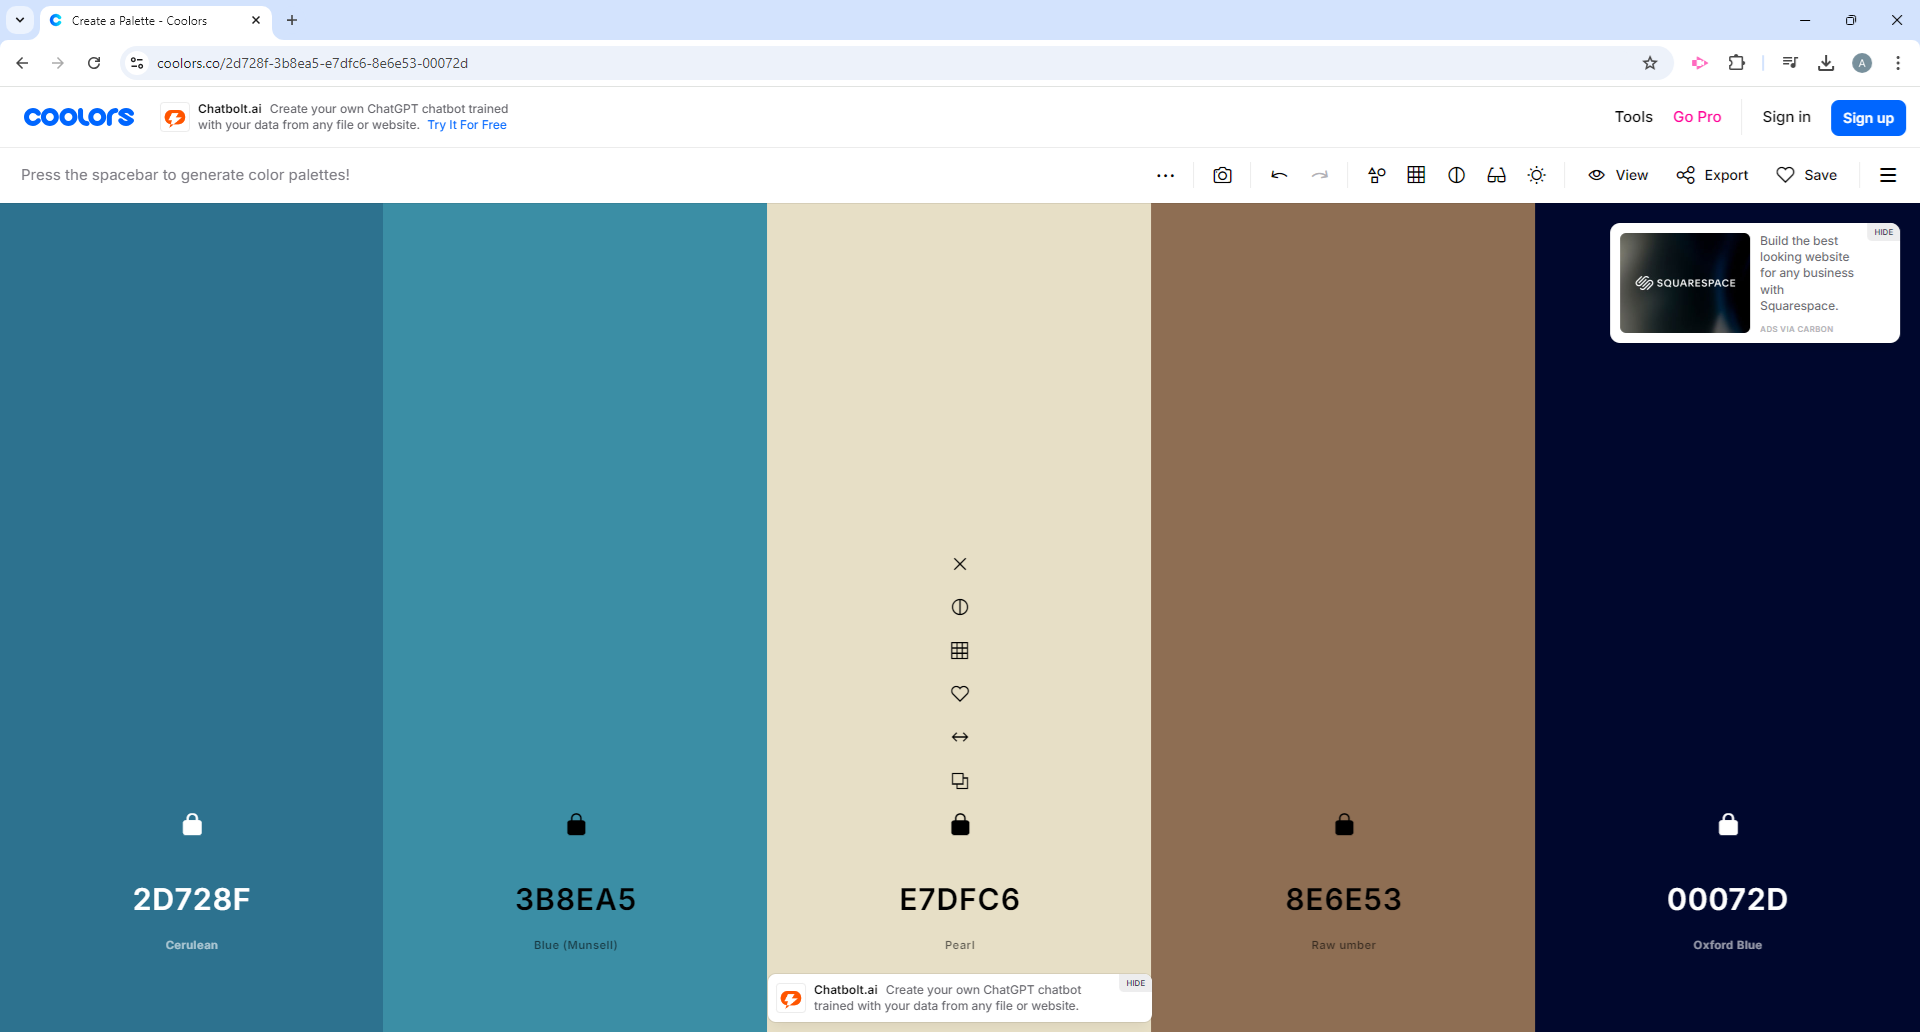 Create a Palette - Coolors
coolors.co/2d728f-3b8ea5-e7dfc6-8e6e53-00072d
A
coolors
Chatbolt.ai Create your own ChatGPT chatbot trained
with your data from any file or website. Try It For Free
Tools
Go Pro
Sign in
Sign up
Press the spacebar to generate color palettes!
View
Export
Save
HIDE
SQUARESPACE
Build the best
looking website
for any business
with
Squarespace.
ADS VIA CARBON
2D728F
Cerulean
3B8EA5
Blue (Munsell)
E7DFC6
Pearl
8E6E53
Raw umber
00072D
Oxford Blue
Chatbolt.ai Create your own ChatGPT chatbot
trained with your data from any file or website.
HIDE